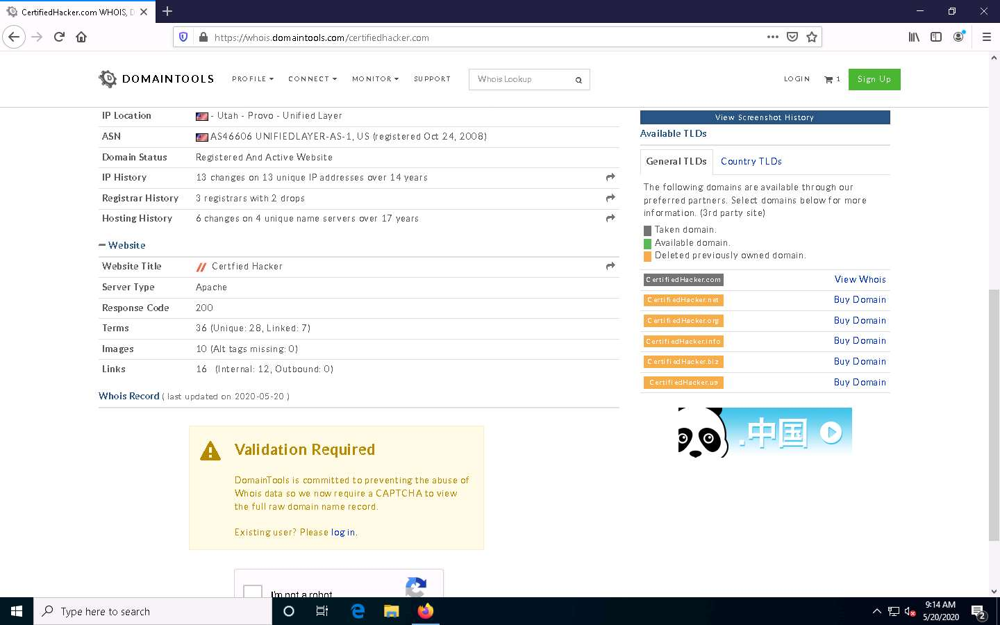 CertifiedHacker.com WHOIS, D
https://whois.domaintools.com/certifiedhacker.com
DOMAINTOOLS
PROFILE
CONNECT
MONITOR
SUPPORT
Whois Lookup
LOGIN
1
Sign Up
IP Location - Utah - Provo - Unified Layer
ASN AS46606 UNIFIEDLAYER-AS-1, US (registered Oct 24, 2008)
Domain Status Registered And Active Website
IP History 13 changes on 13 unique IP addresses over 14 years
Registrar History 3 registrars with 2 drops
Hosting History 6 changes on 4 unique name servers over 17 years
Website
Website Title Certfied Hacker
Server Type Apache
Response Code 200
Terms 36 (Unique: 28, Linked: 7)
Images 10 (Alt tags missing: 0)
Links 16 (Internal: 12, Outbound: 0)
Whois Record ( last updated on 2020-05-20 )
Validation Required
DomainTools is committed to preventing the abuse of
Whois data so we now require a CAPTCHA to view
the full raw domain name record.
Existing user? Please log in.
I'm not a robot
View Screenshot History
Available TLDs
General TLDs
Country TLDs
The following domains are available through our
preferred partners. Select domains below for more
information. (3rd party site)
Taken domain.
Available domain.
Deleted previously owned domain.
CertifiedHacker.com View Whois
CertifiedHacker.net Buy Domain
CertifiedHacker.org Buy Domain
CertifiedHacker.info Buy Domain
CertifiedHacker.biz Buy Domain
CertifiedHacker.us Buy Domain
.中国
Type here to search
9:14 AM
5/20/2020
2